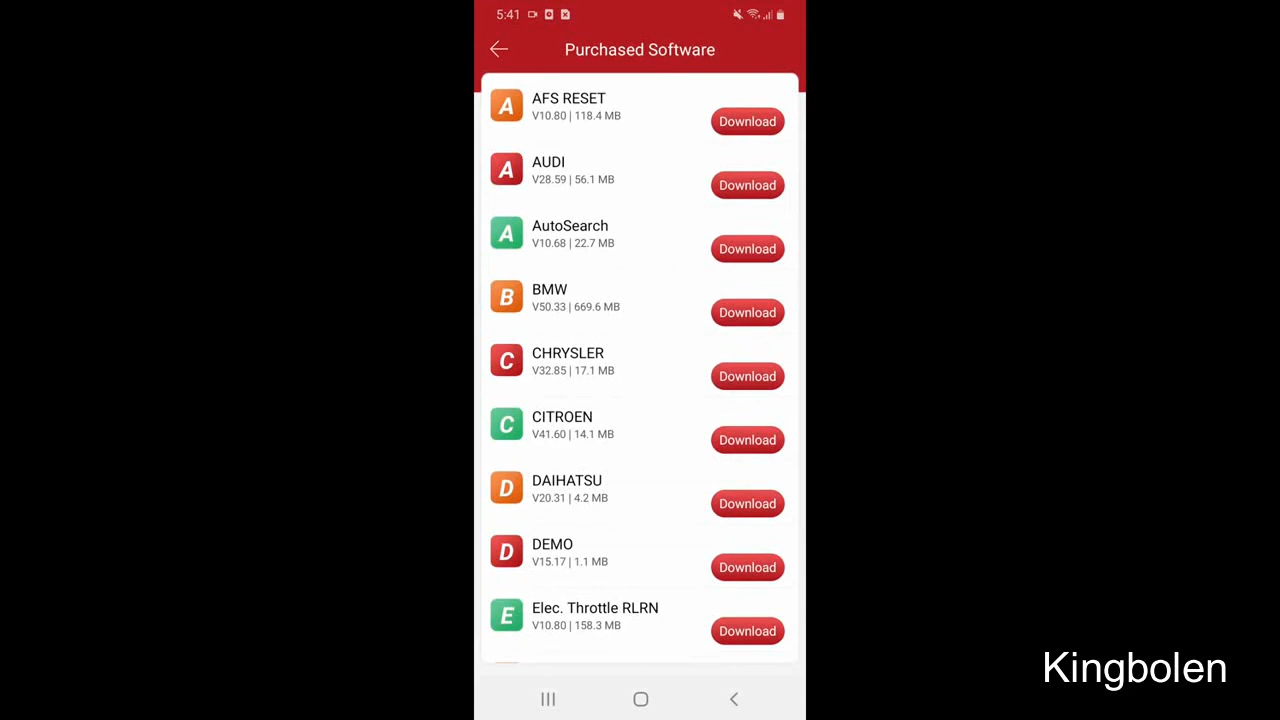 5:41
Purchased Software
A AFS RESET
V10.80 | 118.4 MB
Download
A AUDI
V28.59 | 56.1 MB
Download
A AutoSearch
V10.68 | 22.7 MB
Download
B BMW
V50.33 | 669.6 MB
Download
C CHRYSLER
V32.85 | 17.1 MB
Download
C CITROEN
V41.60 | 14.1 MB
Download
D DAIHATSU
V20.31 | 4.2 MB
Download
D DEMO
V15.17 | 1.1 MB
Download
E Elec. Throttle RLRN
V10.80 | 158.3 MB
Download
Kingbolen